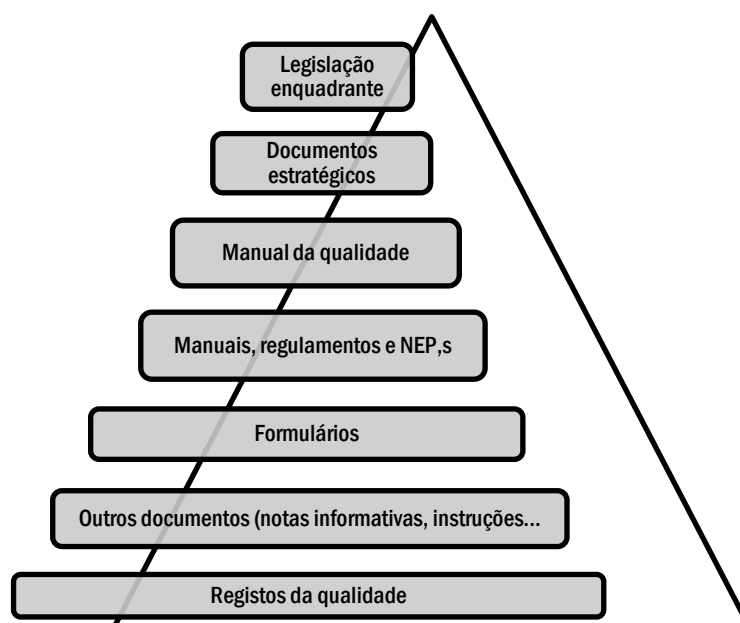 Legislação
enquadrante
Documentos
estratégicos
Manual da qualidade
Manuais, regulamentos e NEP,s
Formulários
Outros documentos (notas informativas, instruções...
Registos da qualidade